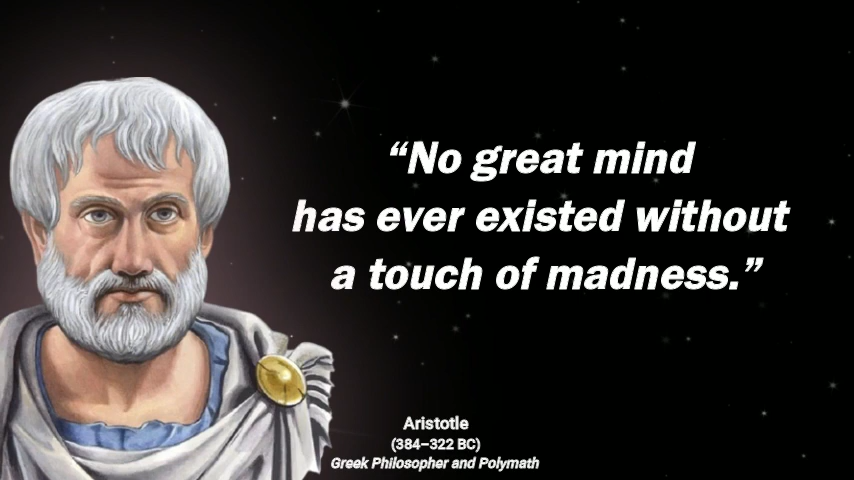 “No great mind
has ever existed without
a touch of madness.”
Aristotle
(384–322 BC)
Greek Philosopher and Polymath